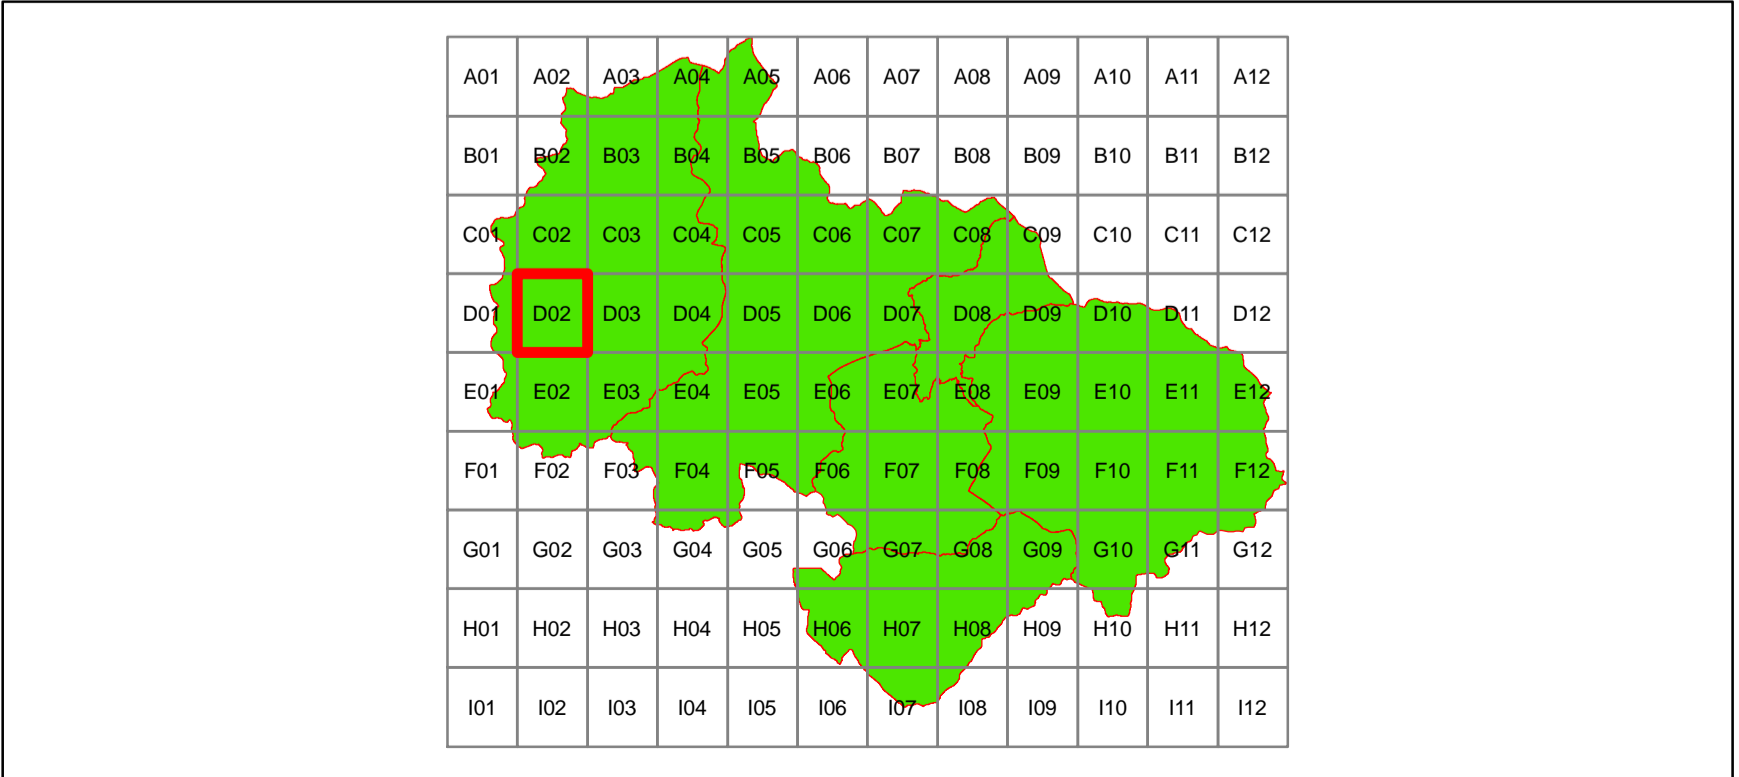 A01 A02 A03 A04 A05 A06 A07 A08 A09 A10 A11 A12
B01 B02 B03 B04 B05 B06 B07 B08 B09 B10 B11 B12
C01 C02 C03 C04 C05 C06 C07 C08 C09 C10 C11 C12
D01 D02 D03 D04 D05 D06 D07 D08 D09 D10 D11 D12
E01 E02 E03 E04 E05 E06 E07 E08 E09 E10 E11 E12
F01 F02 F03 F04 F05 F06 F07 F08 F09 F10 F11 F12
G01 G02 G03 G04 G05 G06 G07 G08 G09 G10 G11 G12
H01 H02 H03 H04 H05 H06 H07 H08 H09 H10 H11 H12
I01 I02 I03 I04 I05 I06 I07 I08 I09 I10 I11 I12